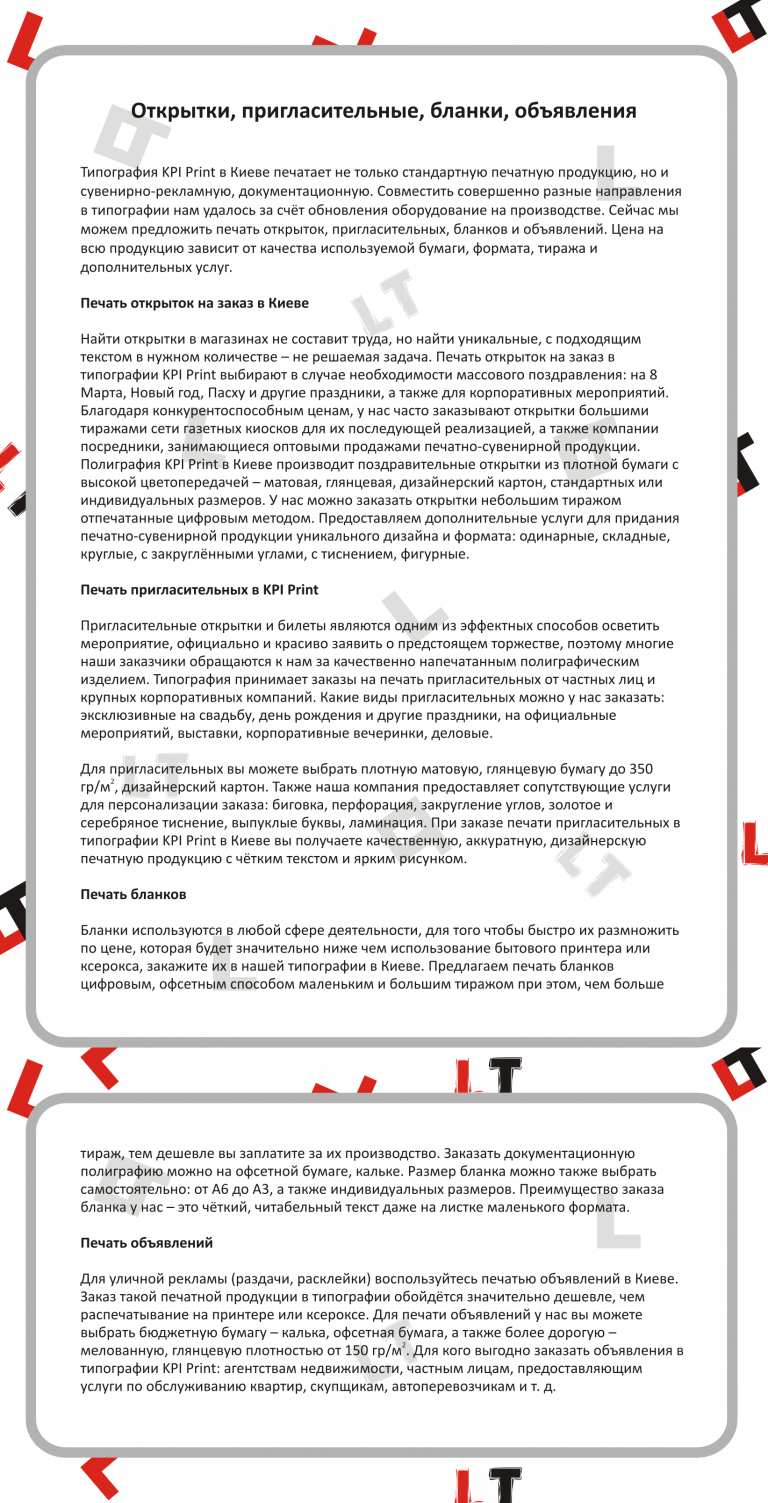 Открытки, пригласительные, бланки, объявления
Типография KPI Print в Киеве печатает не только стандартную печатную продукцию, но и
сувенирно-рекламную, документационную. Совместить совершенно разные направления
в типографии нам удалось за счёт обновления оборудование на производстве. Сейчас мы
можем предложить печать открыток, пригласительных, бланков и объявлений. Цена на
всю продукцию зависит от качества используемой бумаги, формата, тиража и
дополнительных услуг.
Печать открыток на заказ в Киеве
Найти открытки в магазинах не составит труда, но найти уникальные, с подходящим
текстом в нужном количестве – не решаемая задача. Печать открыток на заказ в
типографии KPI Print выбирают в случае необходимости массового поздравления: на 8
Марта, Новый год, Пасху и другие праздники, а также для корпоративных мероприятий.
Благодаря конкурентоспособным ценам, у нас часто заказывают открытки большими
тиражами сети газетных киосков для их последующей реализацией, а также компании
посредники, занимающиеся оптовыми продажами печатно-сувенирной продукции.
Полиграфия KPI Print в Киеве производит поздравительные открытки из плотной бумаги с
высокой цветопередачей – матовая, глянцевая, дизайнерский картон, стандартных или
индивидуальных размеров. У нас можно заказать открытки небольшим тиражом
отпечатанные цифровым методом. Предоставляем дополнительные услуги для придания
печатно-сувенирной продукции уникального дизайна и формата: одинарные, складные,
круглые, с закруглёнными углами, с тиснением, фигурные.
Печать пригласительных в KPI Print
Пригласительные открытки и билеты являются одним из эффектных способов осветить
мероприятие, официально и красиво заявить о предстоящем торжестве, поэтому многие
наши заказчики обращаются к нам за качественно напечатанным полиграфическим
изделием. Типография принимает заказы на печать пригласительных от частных лиц и
крупных корпоративных компаний. Какие виды пригласительных можно у нас заказать:
эксклюзивные на свадьбу, день рождения и другие праздники, на официальные
мероприятий, выставки, корпоративные вечеринки, деловые.
Для пригласительных вы можете выбрать плотную матовую, глянцевую бумагу до 350
гр/м², дизайнерский картон. Также наша компания предоставляет сопутствующие услуги
для персонализации заказа: биговка, перфорация, закругление углов, золотое и
серебряное тиснение, выпуклые буквы, ламинация. При заказе печати пригласительных в
типографии KPI Print в Киеве вы получаете качественную, аккуратную, дизайнерскую
печатную продукцию с чётким текстом и ярким рисунком.
Печать бланков
Бланки используются в любой сфере деятельности, для того чтобы быстро их размножить
по цене, которая будет значительно ниже чем использование бытового принтера или
ксерокса, закажите их в нашей типографии в Киеве. Предлагаем печать бланков
цифровым, офсетным способом маленьким и большим тиражом при этом, чем больше
LT
тираж, тем дешевле вы заплатите за их производство. Заказать документационную
полиграфию можно на офсетной бумаге, кальке. Размер бланка можно также выбрать
самостоятельно: от А6 до А3, а также индивидуальных размеров. Преимущество заказа
бланка у нас – это чёткий, читабельный текст даже на листке маленького формата.
Печать объявлений
Для уличной рекламы (раздачи, расклейки) воспользуйтесь печатью объявлений в Киеве.
Заказ такой печатной продукции в типографии обойдётся значительно дешевле, чем
распечатывание на принтере или ксероксе. Для печати объявлений у нас вы можете
выбрать бюджетную бумагу – калька, офсетная бумага, а также более дорогую –
мелованную, глянцевую плотностью от 150 гр/м². Для кого выгодно заказать объявления в
типографии KPI Print: агентствам недвижимости, частным лицам, предоставляющим
услуги по обслуживанию квартир, скупщикам, автоперевозчикам и т. д.
LT